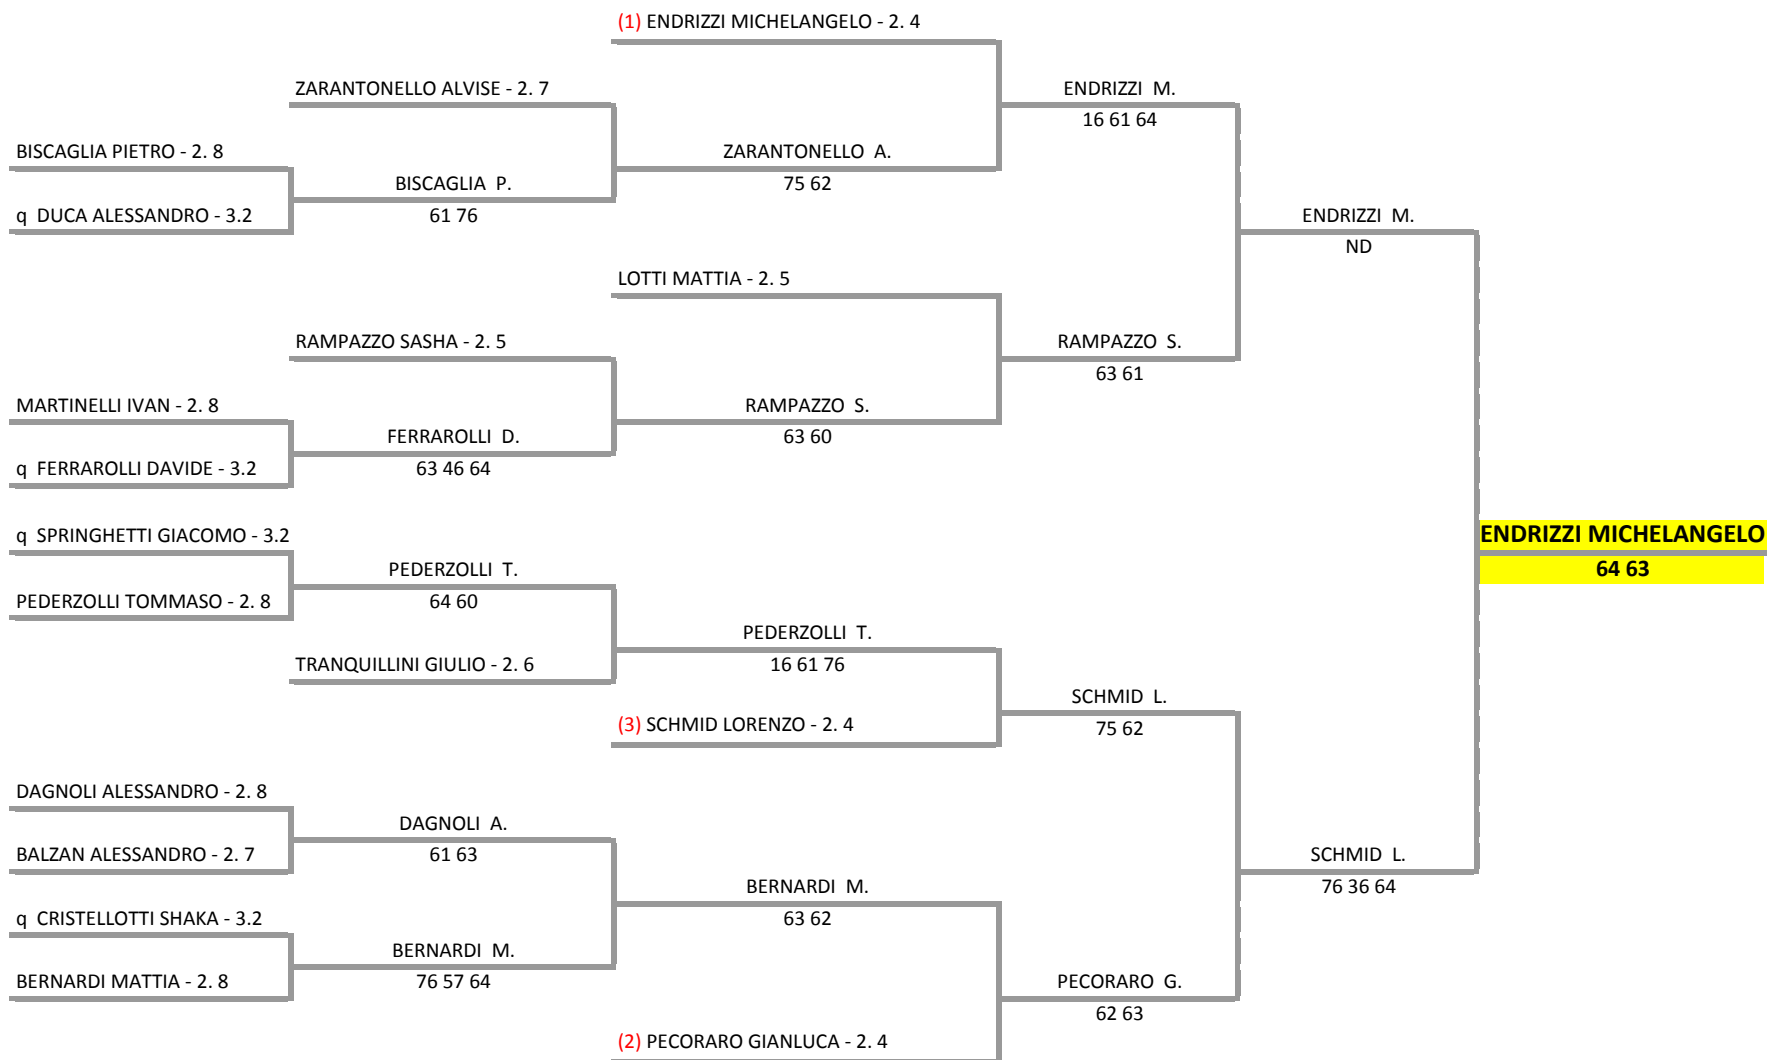 (1) ENDRIZZI MICHELANGELO - 2. 4
ZARANTONELLO ALVISE - 2. 7
ENDRIZZI M.
16 61 64
BISCAGLIA PIETRO - 2. 8
ZARANTONELLO A.
75 62
BISCAGLIA P.
61 76
q DUCA ALESSANDRO - 3.2
ENDRIZZI M.
ND
LOTTI MATTIA - 2. 5
RAMPAZZO SASHA - 2. 5
RAMPAZZO S.
63 61
MARTINELLI IVAN - 2. 8
RAMPAZZO S.
63 60
FERRAROLLI D.
63 46 64
q FERRAROLLI DAVIDE - 3.2
q SPRINGHETTI GIACOMO - 3.2
ENDRIZZI MICHELANGELO
64 63
PEDERZOLLI T.
64 60
PEDERZOLLI TOMMASO - 2. 8
PEDERZOLLI T.
16 61 76
TRANQUILLINI GIULIO - 2. 6
SCHMID L.
75 62
(3) SCHMID LORENZO - 2. 4
DAGNOLI ALESSANDRO - 2. 8
DAGNOLI A.
61 63
BALZAN ALESSANDRO - 2. 7
SCHMID L.
76 36 64
BERNARDI M.
63 62
q CRISTELLOTTI SHAKA - 3.2
BERNARDI M.
76 57 64
BERNARDI MATTIA - 2. 8
PECORARO G.
62 63
(2) PECORARO GIANLUCA - 2. 4